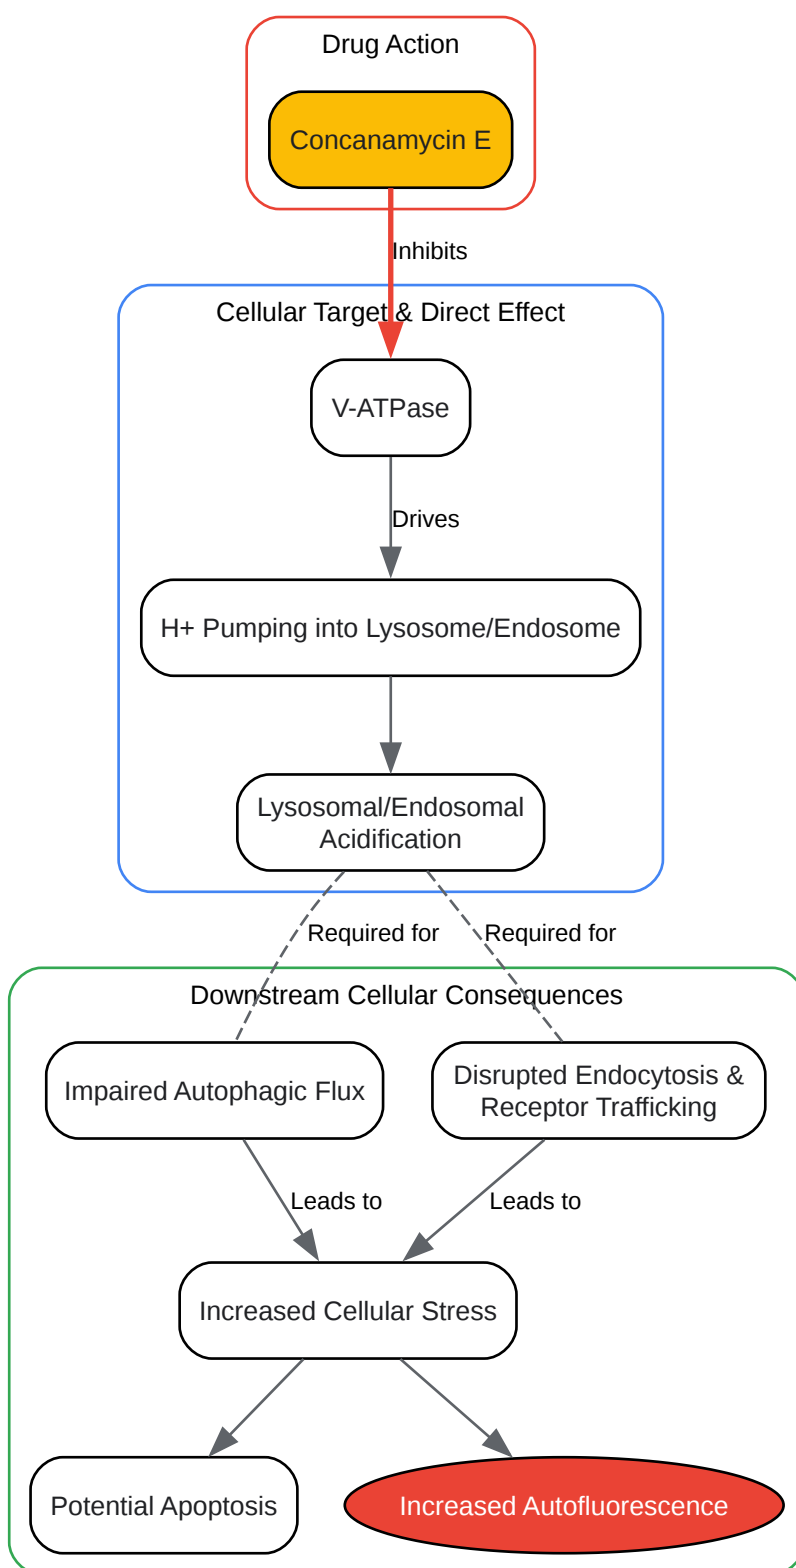 Drug Action
Concanamycin E
Inhibits
Cellular Target & Direct Effect
V-ATPase
Drives
H+ Pumping into Lysosome/Endosome
Lysosomal/Endosomal
Acidification
Required for
Required for
Downstream Cellular Consequences
Impaired Autophagic Flux
Disrupted Endocytosis &
Receptor Trafficking
Leads to
Leads to
Increased Cellular Stress
Potential Apoptosis
Increased Autofluorescence